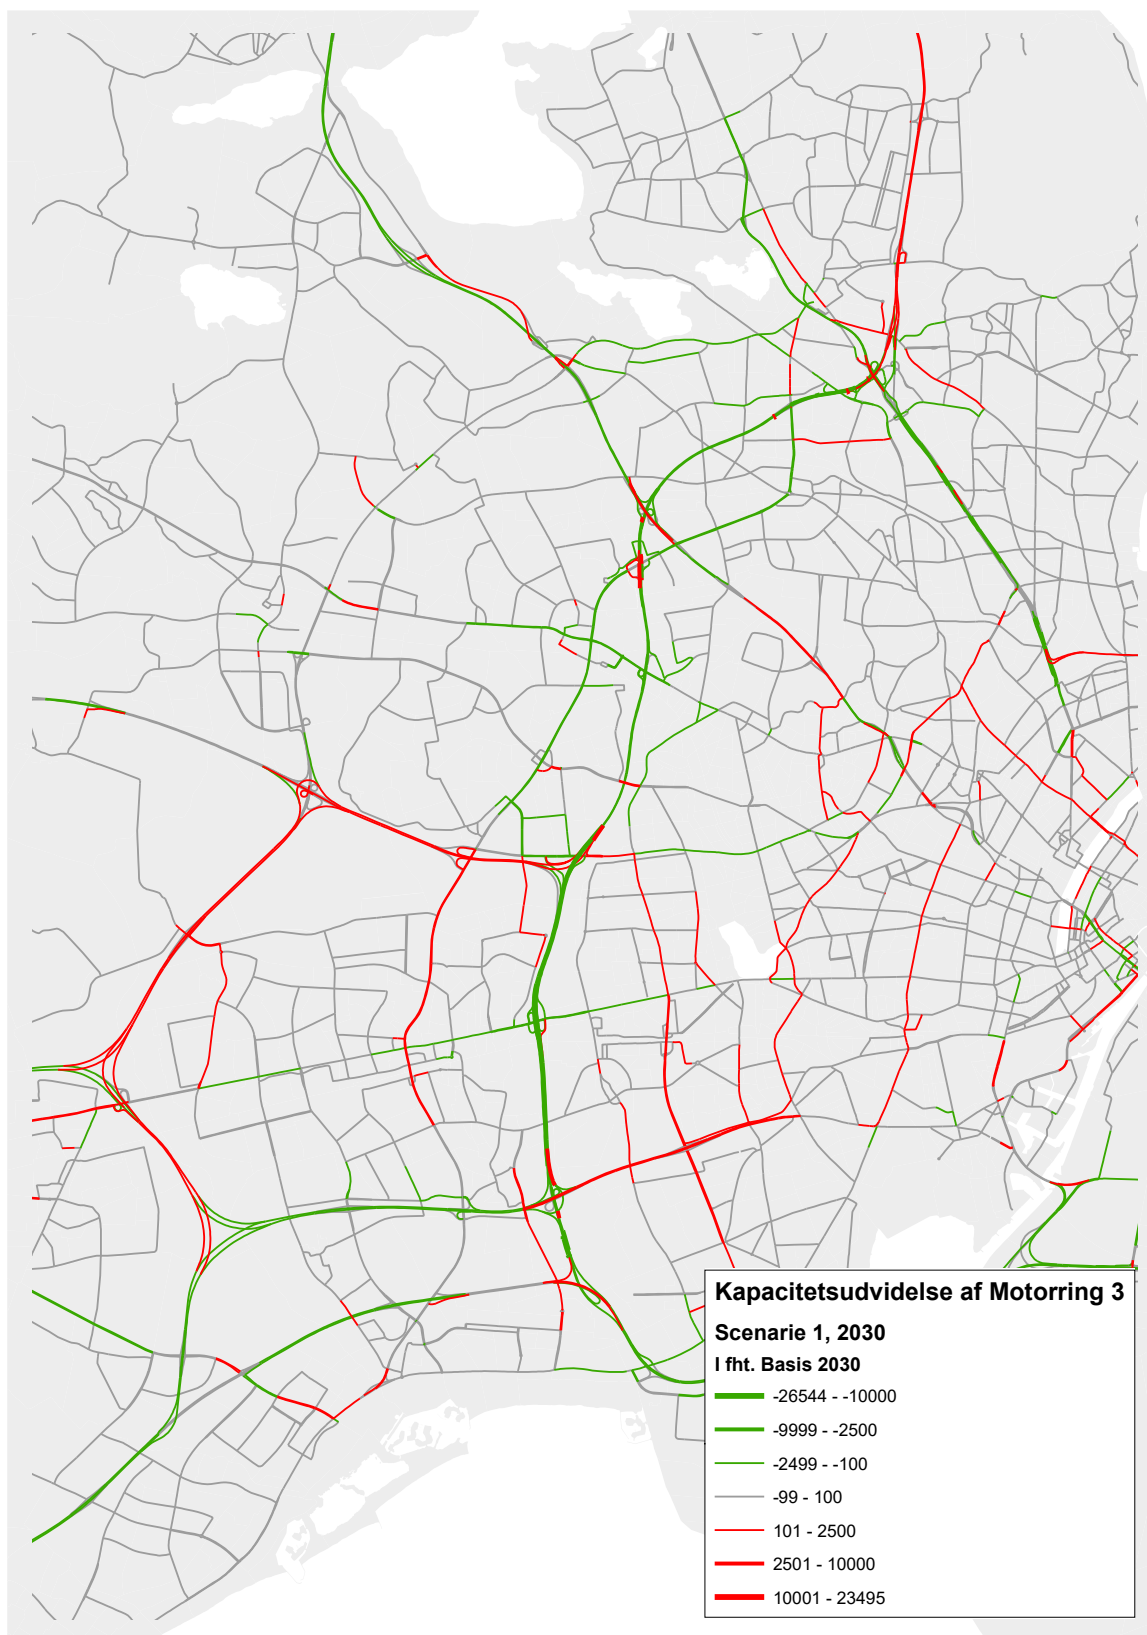 Kapacitetsudvidelse af Motorring 3
Scenarie 1, 2030
I fht. Basis 2030
-26544 - -10000
-9999 - -2500
-2499 - -100
-99 - 100
101 - 2500
2501 - 10000
10001 - 23495